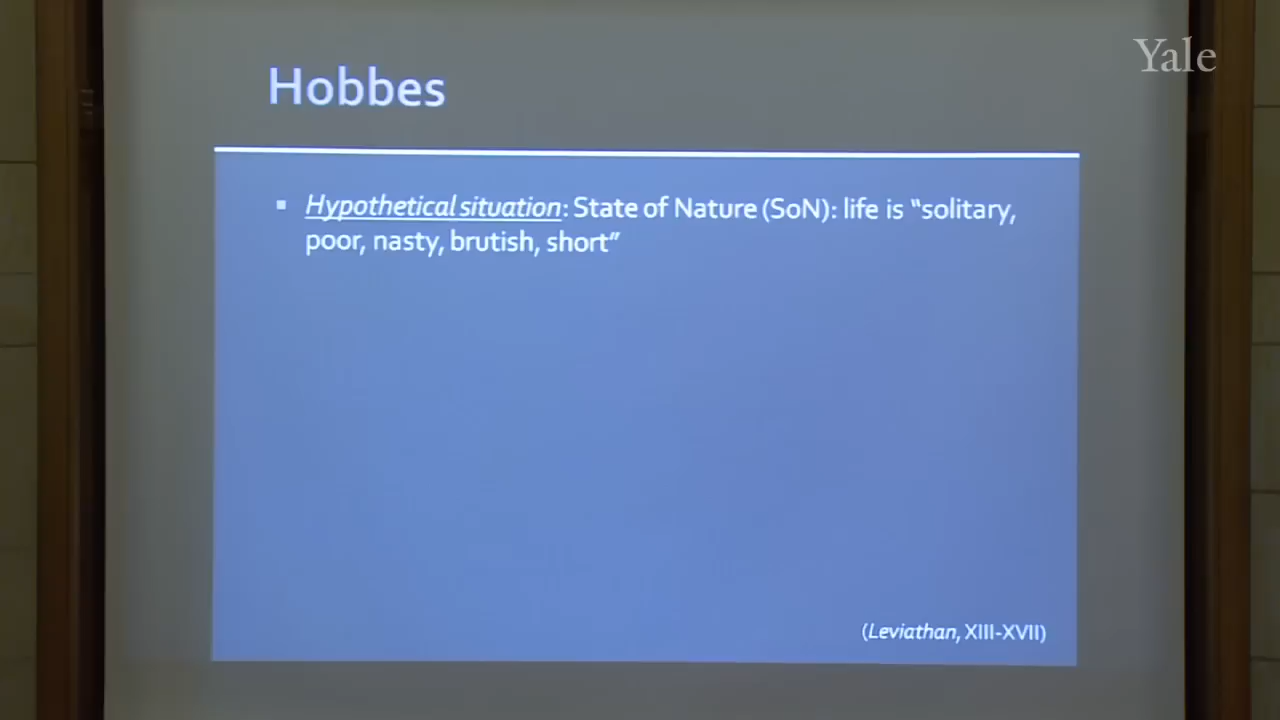 Yale
Hobbes
▪ Hypothetical situation: State of Nature (SoN): life is “solitary,
poor, nasty, brutish, short”
(Leviathan, XIII-XVII)